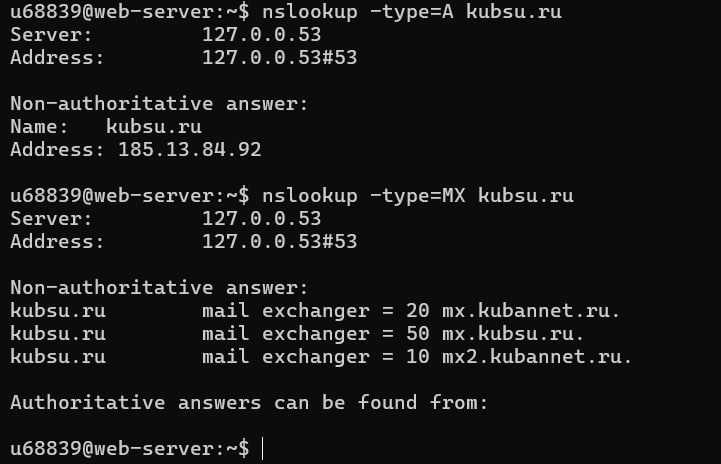 u68839@web-server:~$ nslookup -type=A kubsu.ru
Server:         127.0.0.53
Address:        127.0.0.53#53

Non-authoritative answer:
Name:   kubsu.ru
Address: 185.13.84.92

u68839@web-server:~$ nslookup -type=MX kubsu.ru
Server:         127.0.0.53
Address:        127.0.0.53#53

Non-authoritative answer:
kubsu.ru        mail exchanger = 20 mx.kubannet.ru.
kubsu.ru        mail exchanger = 50 mx.kubsu.ru.
kubsu.ru        mail exchanger = 10 mx2.kubannet.ru.

Authoritative answers can be found from:

u68839@web-server:~$